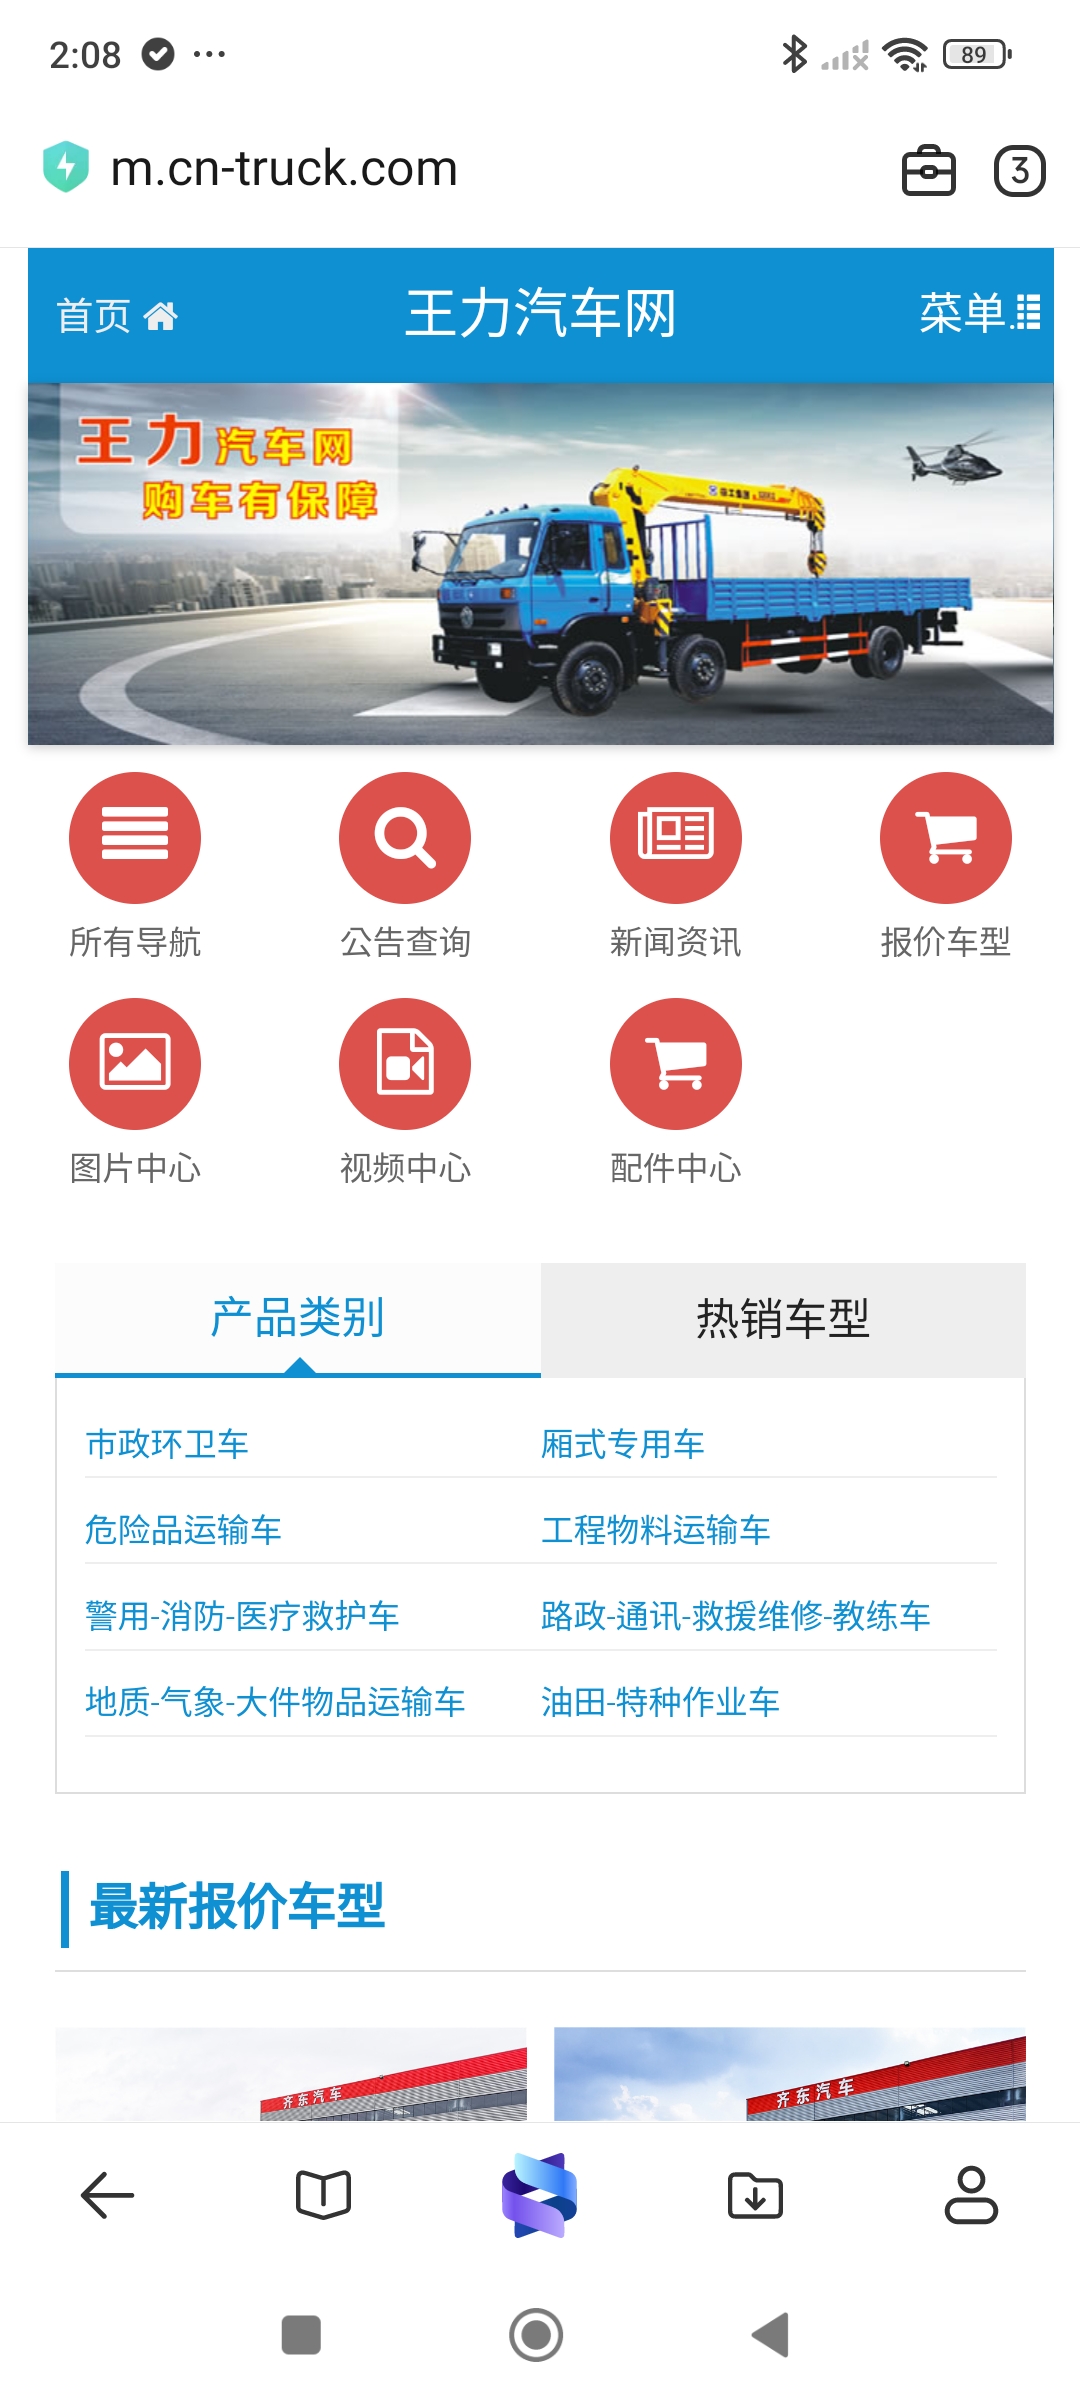 2:08
89
m.cn-truck.com
3
首页
王力汽车网
菜单.
王力汽车网
购车有保障
所有导航
公告查询
新闻资讯
报价车型
图片中心
视频中心
配件中心
产品类别
热销车型
市政环卫车
厢式专用车
危险品运输车
工程物料运输车
警用-消防-医疗救护车
路政-通讯-救援维修-教练车
地质-气象-大件物品运输车
油田-特种作业车
最新报价车型
齐东汽车
齐东汽车